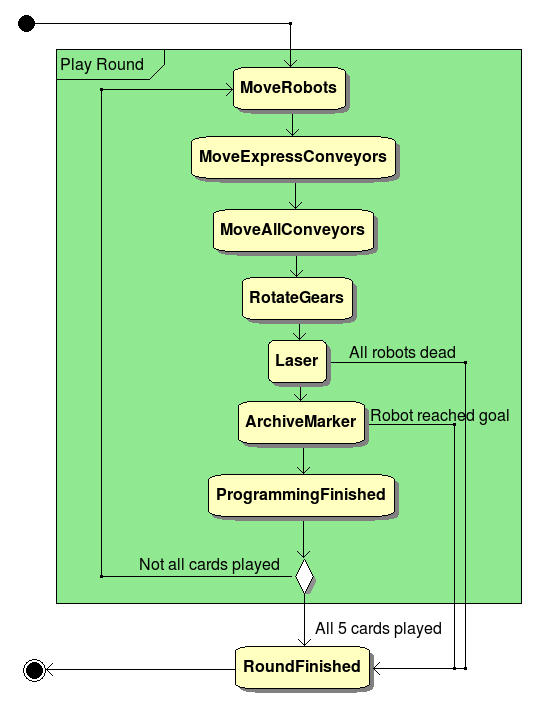 Play Round
MoveRobots
MoveExpressConveyors
MoveAllConveyors
RotateGears
Laser
All robots dead
ArchiveMarker
Robot reached goal
ProgrammingFinished
Not all cards played
All 5 cards played
RoundFinished